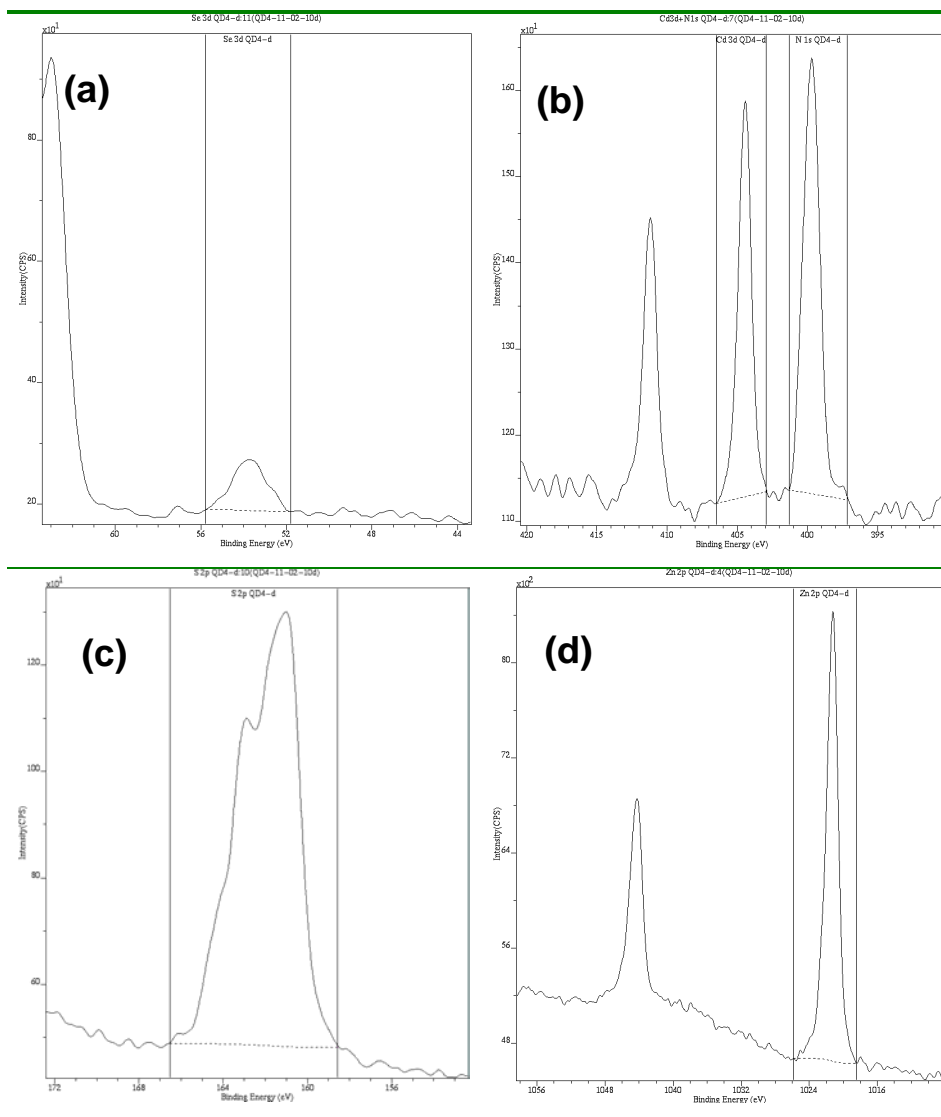 Se 3d QD4-d:11(QD4-11-02-10d)
x10¹
Se 3d QD4-d
(a)
80
60
40
20
Intensity(CPS)
60
56
52
48
44
Binding Energy (eV)
Cd3d+N1s QD4-d:7(QD4-11-02-10d)
x10¹
Cd 3d QD4-d
N 1s QD4-d
(b)
160
150
140
130
120
110
Intensity(CPS)
420
415
410
405
400
395
Binding Energy (eV)
S 2p QD4-d:10(QD4-11-02-10d)
x10¹
S 2p QD4-d
(c)
120
100
80
60
Intensity(CPS)
172
168
164
160
156
Binding Energy (eV)
Zn 2p QD4-d:4(QD4-11-02-10d)
x10²
Zn 2p QD4-d
(d)
80
72
64
56
48
Intensity(CPS)
1056
1048
1040
1032
1024
1016
Binding Energy (eV)